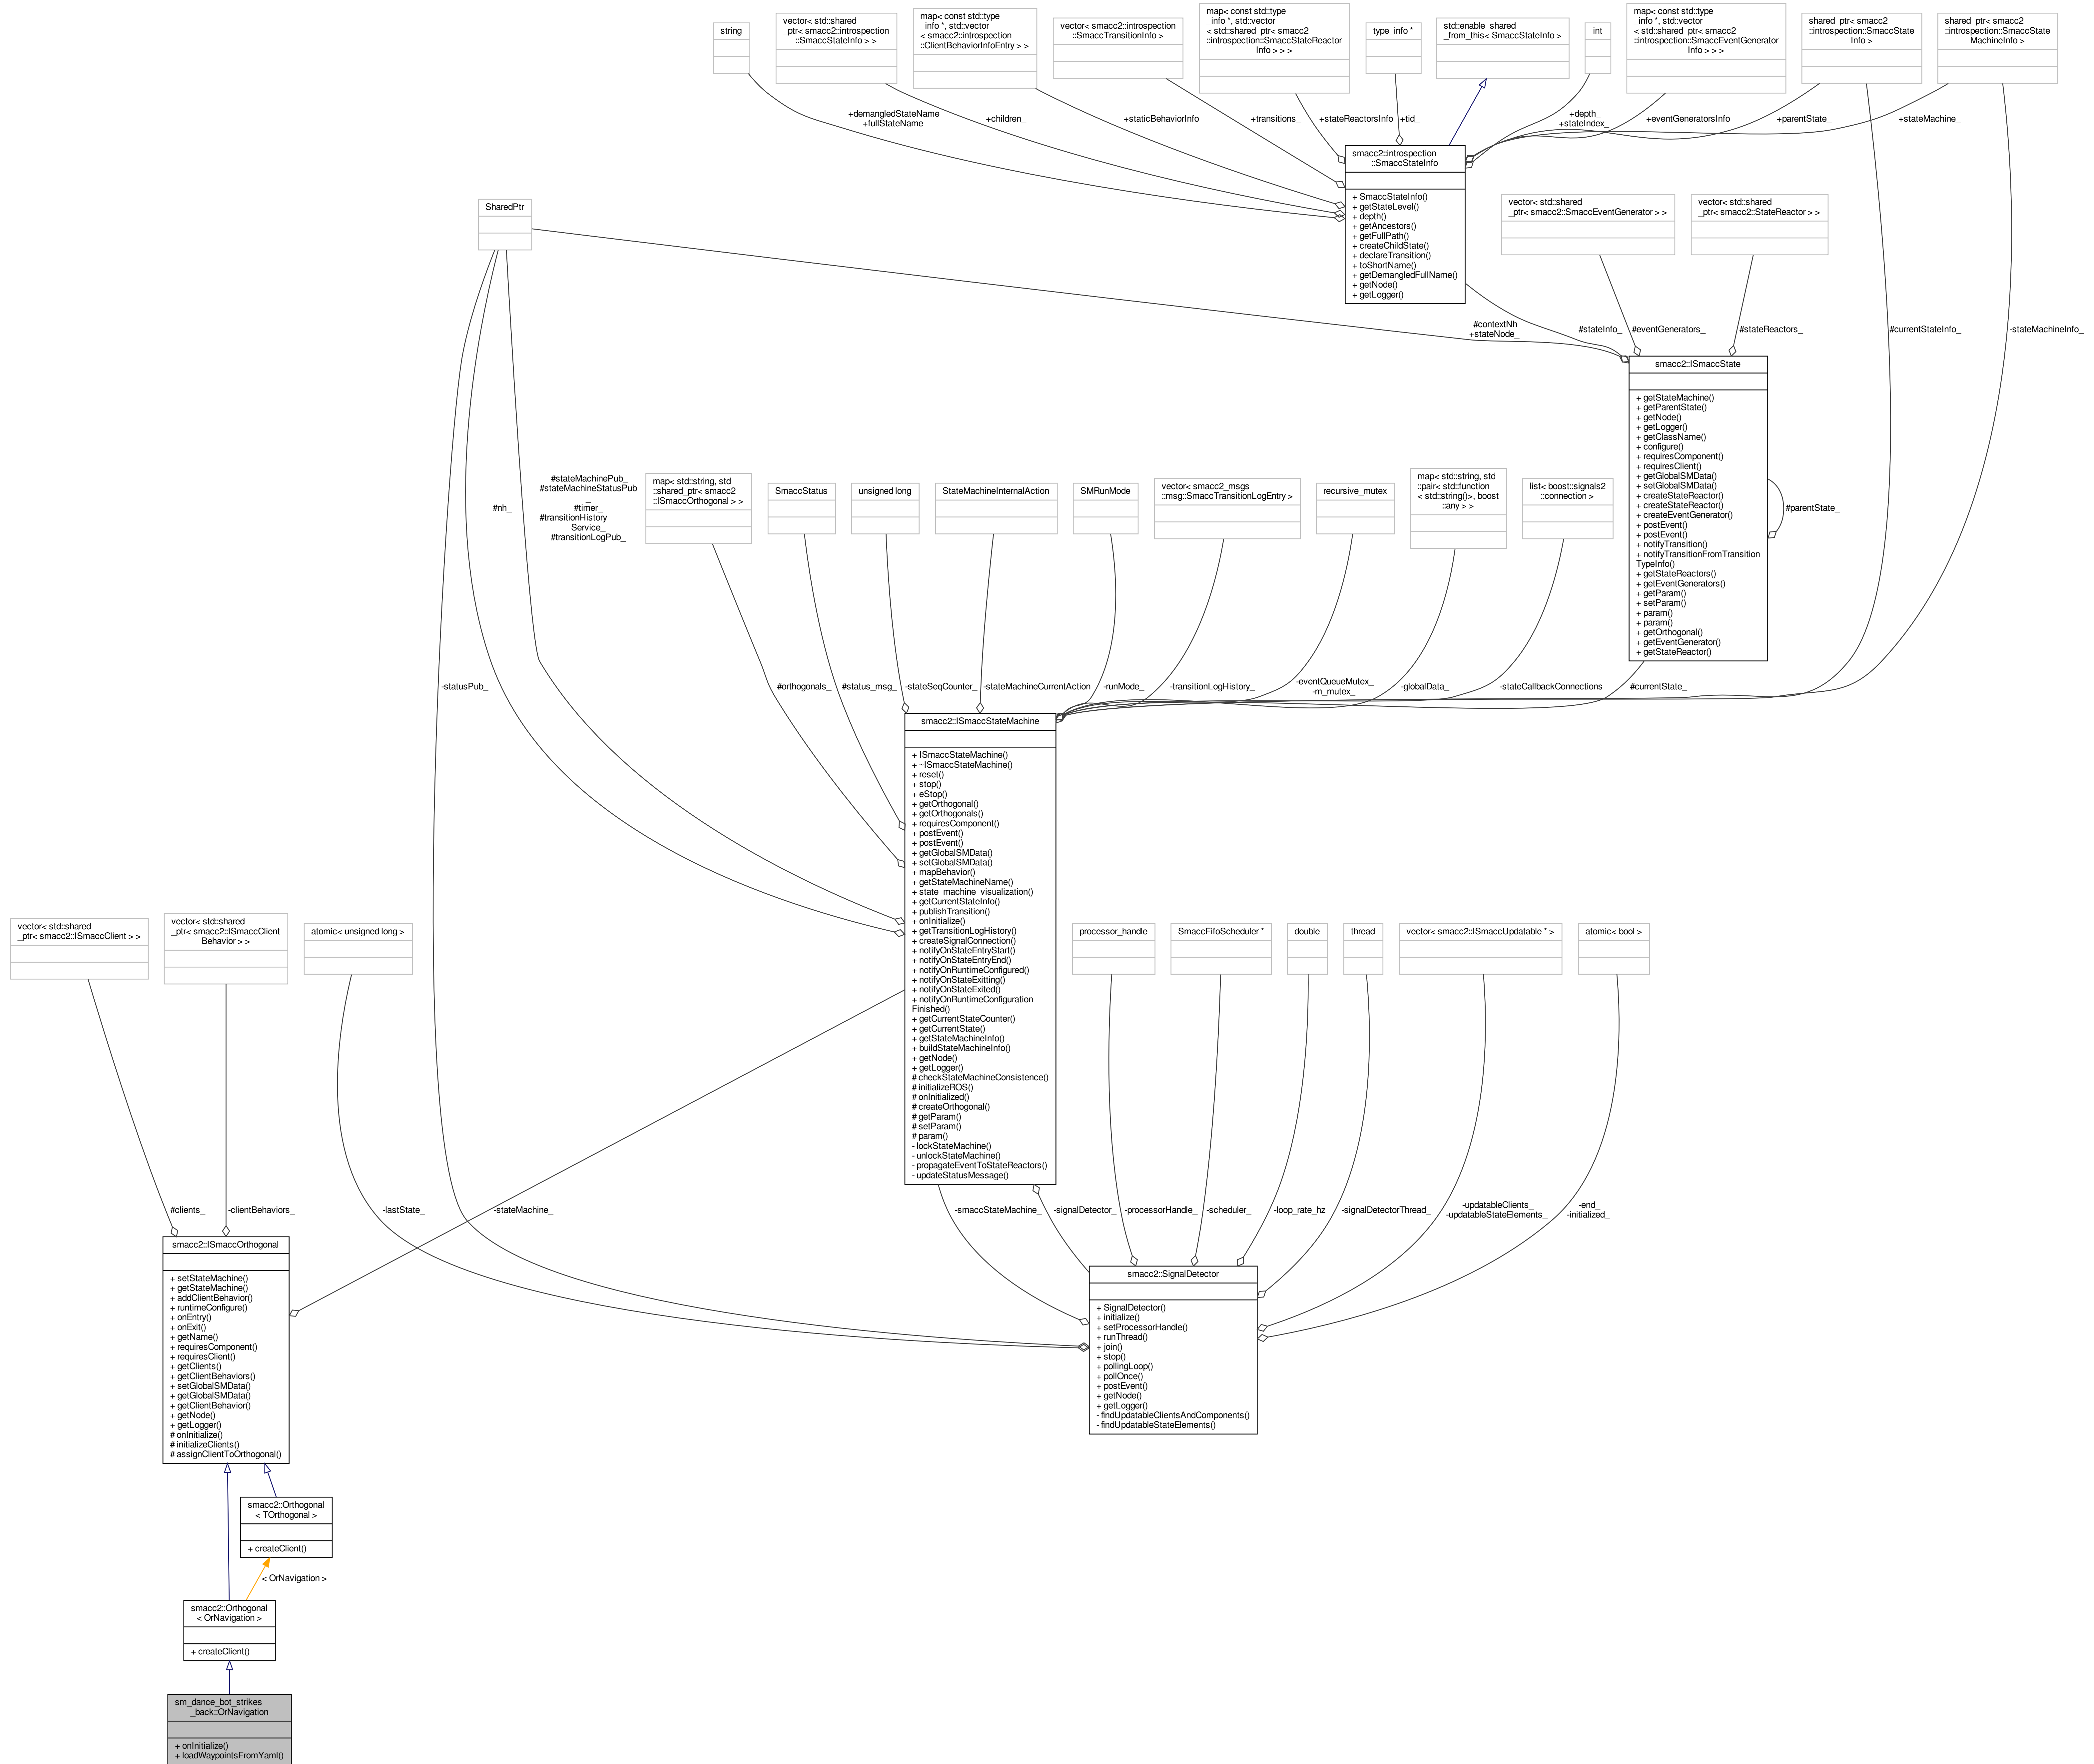 string
vector< std::shared
_ptr< smacc2::introspection
::SmaccStateInfo > >
map< const std::type
_info *, std::vector
< smacc2::introspection
::ClientBehaviorInfoEntry > >
vector< smacc2::introspection
::SmaccTransitionInfo >
map< const std::type
_info *, std::vector
< std::shared_ptr< smacc2
::introspection::SmaccStateReactor
Info > > >
type_info *
std::enable_shared
_from_this< SmaccStateInfo >
int
map< const std::type
_info *, std::vector
< std::shared_ptr< smacc2
::introspection::SmaccEventGenerator
Info > > >
shared_ptr< smacc2
::introspection::SmaccState
Info >
shared_ptr< smacc2
::introspection::SmaccState
MachineInfo >
+demangledStateName
+fullStateName
+children_
+staticBehaviorInfo
+transitions_
+stateReactorsInfo
+tid_
+depth_
+stateIndex_
+eventGeneratorsInfo
+parentState_
+stateMachine_
smacc2::introspection
::SmaccStateInfo
+ SmaccStateInfo()
+ getStateLevel()
+ depth()
+ getAncestors()
+ getFullPath()
+ createChildState()
+ declareTransition()
+ toShortName()
+ getDemangledFullName()
+ getNode()
+ getLogger()
SharedPtr
vector< std::shared
_ptr< smacc2::SmaccEventGenerator > >
vector< std::shared
_ptr< smacc2::StateReactor > >
#contextNh
+stateNode_
#stateInfo_
#eventGenerators_
#stateReactors_
#currentStateInfo_
-stateMachineInfo_
smacc2::ISmaccState
+ getStateMachine()
+ getParentState()
+ getNode()
+ getLogger()
+ getClassName()
+ configure()
+ requiresComponent()
+ requiresClient()
+ getGlobalSMData()
+ setGlobalSMData()
+ createStateReactor()
+ createStateReactor()
+ createEventGenerator()
+ postEvent()
+ postEvent()
+ notifyTransition()
+ notifyTransitionFromTransition
TypeInfo()
+ getStateReactors()
+ getEventGenerators()
+ getParam()
+ setParam()
+ param()
+ param()
+ getOrthogonal()
+ getEventGenerator()
+ getStateReactor()
#parentState_
#nh_
#stateMachinePub_
#stateMachineStatusPub
_
#timer_
#transitionHistory
Service_
#transitionLogPub_
map< std::string, std
::shared_ptr< smacc2
::ISmaccOrthogonal > >
SmaccStatus
unsigned long
StateMachineInternalAction
SMRunMode
vector< smacc2_msgs
::msg::SmaccTransitionLogEntry >
recursive_mutex
map< std::string, std
::pair< std::function
< std::string()>, boost
::any > >
list< boost::signals2
::connection >
-statusPub_
#orthogonals_
#status_msg_
-stateSeqCounter_
-stateMachineCurrentAction
-runMode_
-transitionLogHistory_
-eventQueueMutex_
-m_mutex_
-globalData_
-stateCallbackConnections
#currentState_
smacc2::ISmaccStateMachine
+ ISmaccStateMachine()
+ ~ISmaccStateMachine()
+ reset()
+ stop()
+ eStop()
+ getOrthogonal()
+ getOrthogonals()
+ requiresComponent()
+ postEvent()
+ postEvent()
+ getGlobalSMData()
+ setGlobalSMData()
+ mapBehavior()
+ getStateMachineName()
+ state_machine_visualization()
+ getCurrentStateInfo()
+ publishTransition()
+ onInitialize()
+ getTransitionLogHistory()
+ createSignalConnection()
+ notifyOnStateEntryStart()
+ notifyOnStateEntryEnd()
+ notifyOnRuntimeConfigured()
+ notifyOnStateExitting()
+ notifyOnStateExited()
+ notifyOnRuntimeConfiguration
Finished()
+ getCurrentStateCounter()
+ getCurrentState()
+ getStateMachineInfo()
+ buildStateMachineInfo()
+ getNode()
+ getLogger()
# checkStateMachineConsistence()
# initializeROS()
# onInitialized()
# createOrthogonal()
# getParam()
# setParam()
# param()
- lockStateMachine()
- unlockStateMachine()
- propagateEventToStateReactors()
- updateStatusMessage()
vector< std::shared
_ptr< smacc2::ISmaccClient > >
vector< std::shared
_ptr< smacc2::ISmaccClient
Behavior > >
atomic< unsigned long >
processor_handle
SmaccFifoScheduler *
double
thread
vector< smacc2::ISmaccUpdatable * >
atomic< bool >
#clients_
-clientBehaviors_
-lastState_
-stateMachine_
-smaccStateMachine_
-signalDetector_
-processorHandle_
-scheduler_
-loop_rate_hz
-signalDetectorThread_
-updatableClients_
-updatableStateElements_
-end_
-initialized_
smacc2::ISmaccOrthogonal
+ setStateMachine()
+ getStateMachine()
+ addClientBehavior()
+ runtimeConfigure()
+ onEntry()
+ onExit()
+ getName()
+ requiresComponent()
+ requiresClient()
+ getClients()
+ getClientBehaviors()
+ setGlobalSMData()
+ getGlobalSMData()
+ getClientBehavior()
+ getNode()
+ getLogger()
# onInitialize()
# initializeClients()
# assignClientToOrthogonal()
smacc2::SignalDetector
+ SignalDetector()
+ initialize()
+ setProcessorHandle()
+ runThread()
+ join()
+ stop()
+ pollingLoop()
+ pollOnce()
+ postEvent()
+ getNode()
+ getLogger()
- findUpdatableClientsAndComponents()
- findUpdatableStateElements()
smacc2::Orthogonal
< TOrthogonal >
+ createClient()
< OrNavigation >
smacc2::Orthogonal
< OrNavigation >
+ createClient()
sm_dance_bot_strikes
_back::OrNavigation
+ onInitialize()
+ loadWaypointsFromYaml()